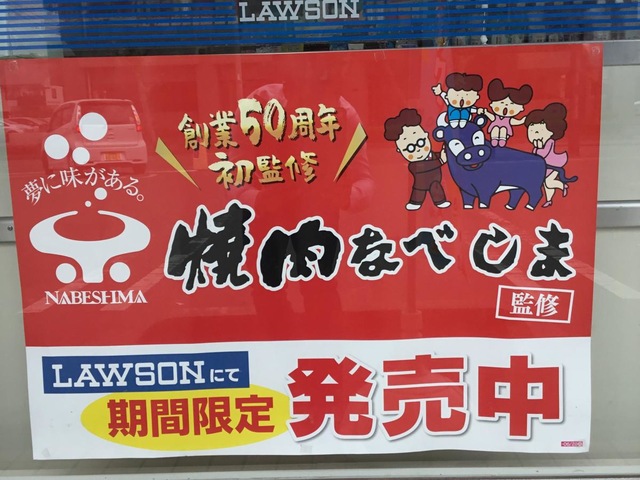 LAWSON
創業50周年
初監修
夢に味がある。
NABESHIMA
焼肉なべしま
監修
LAWSONにて
期間限定
発売中